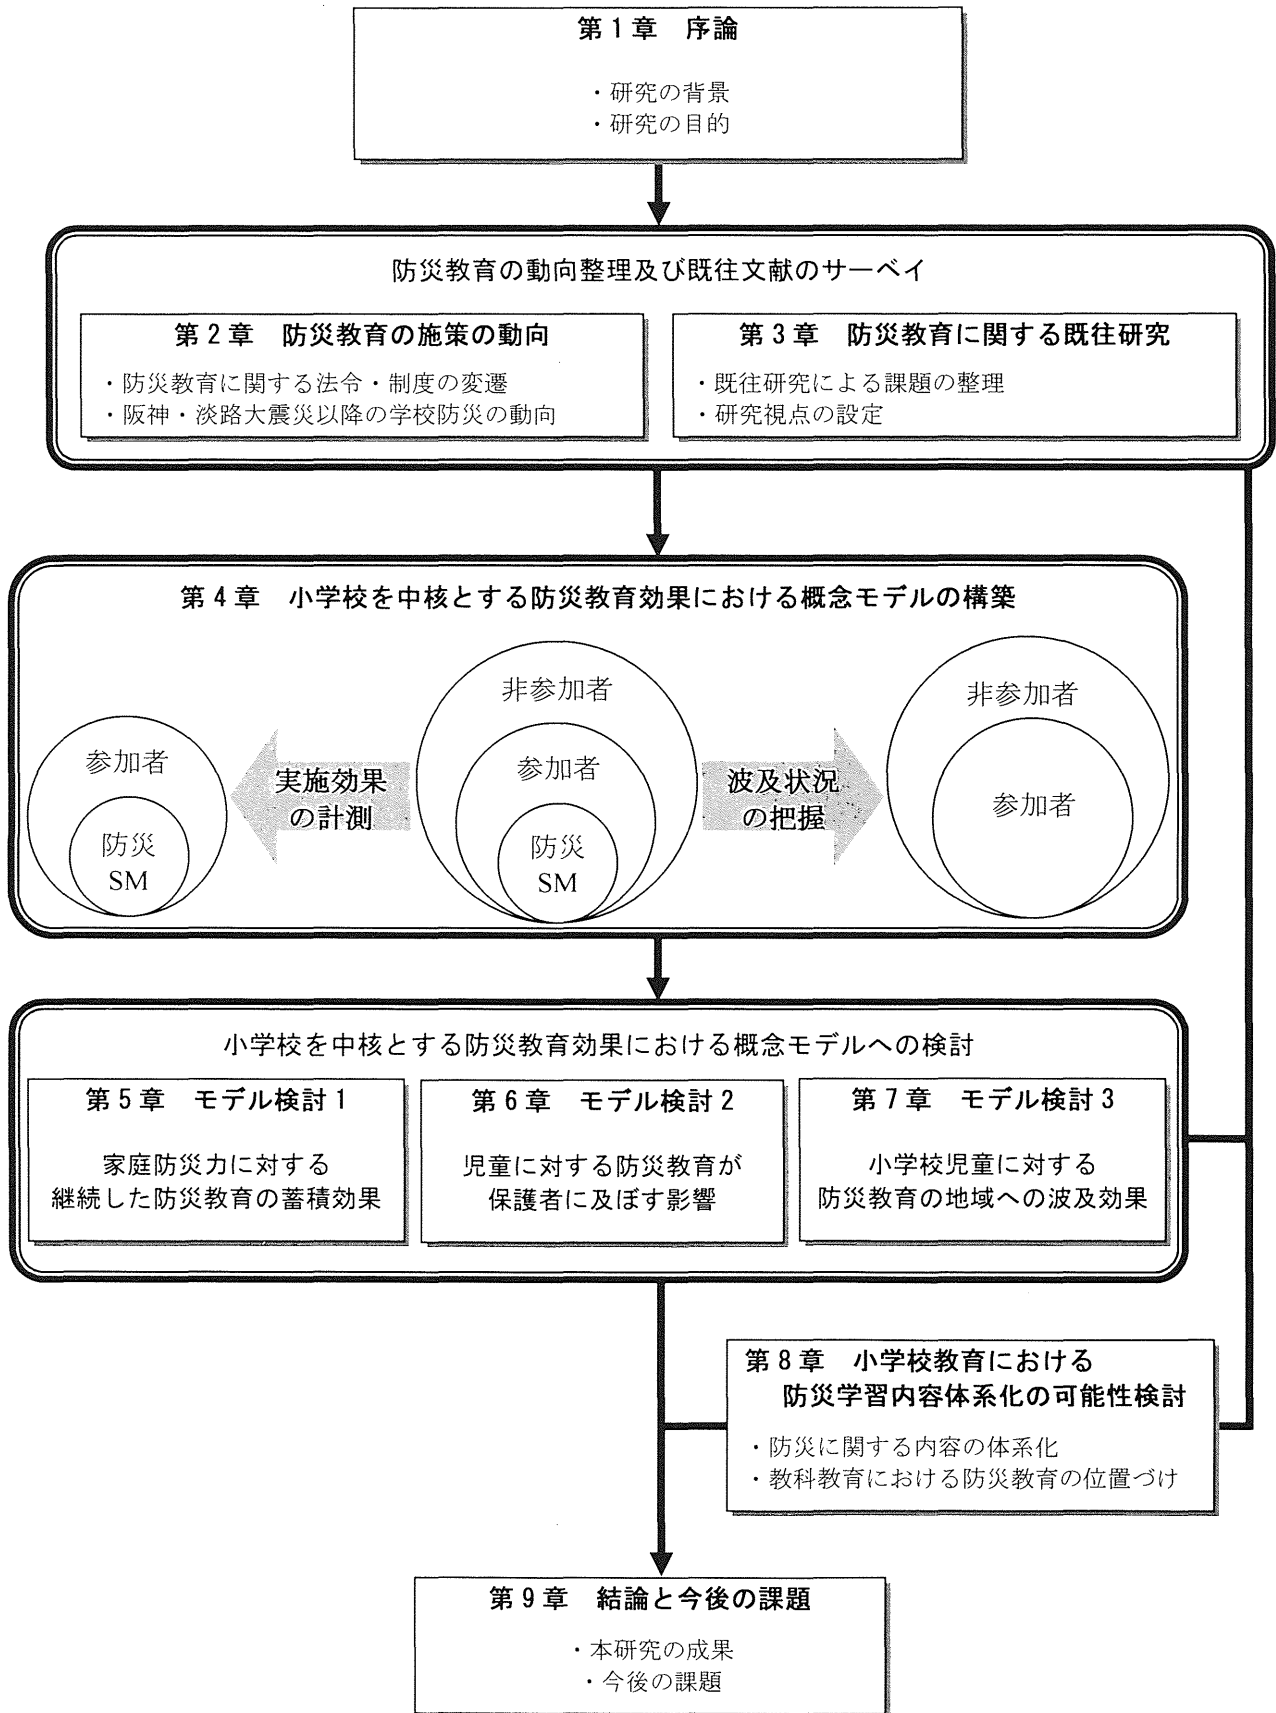 第1章 序論
・研究の背景
・研究の目的
防災教育の動向整理及び既往文献のサーベイ
第2章 防災教育の施策の動向
・防災教育に関する法令・制度の変遷
・阪神・淡路大震災以降の学校防災の動向
第3章 防災教育に関する既往研究
・既往研究による課題の整理
・研究視点の設定
第4章 小学校を中核とする防災教育効果における概念モデルの構築
参加者
防災
SM
実施効果
の計測
非参加者
参加者
防災
SM
波及状況
の把握
非参加者
参加者
小学校を中核とする防災教育効果における概念モデルへの検討
第5章 モデル検討1
家庭防災力に対する
継続した防災教育の蓄積効果
第6章 モデル検討2
児童に対する防災教育が
保護者に及ぼす影響
第7章 モデル検討3
小学校児童に対する
防災教育の地域への波及効果
第8章 小学校教育における
防災学習内容体系化の可能性検討
・防災に関する内容の体系化
・教科教育における防災教育の位置づけ
第9章 結論と今後の課題
・本研究の成果
・今後の課題